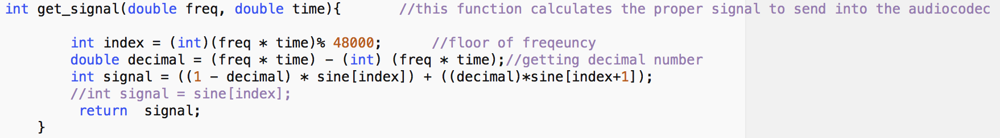 int get_signal(double freq, double time){       //this function calculates the proper signal to send into the audiocodec
int index = (int)(freq * time)% 48000;      //floor of freqeuncy
double decimal = (freq * time) - (int) (freq * time);//getting decimal number
int signal = ((1 - decimal) * sine[index]) + ((decimal)*sine[index+1]);
//int signal = sine[index];
return  signal;
}